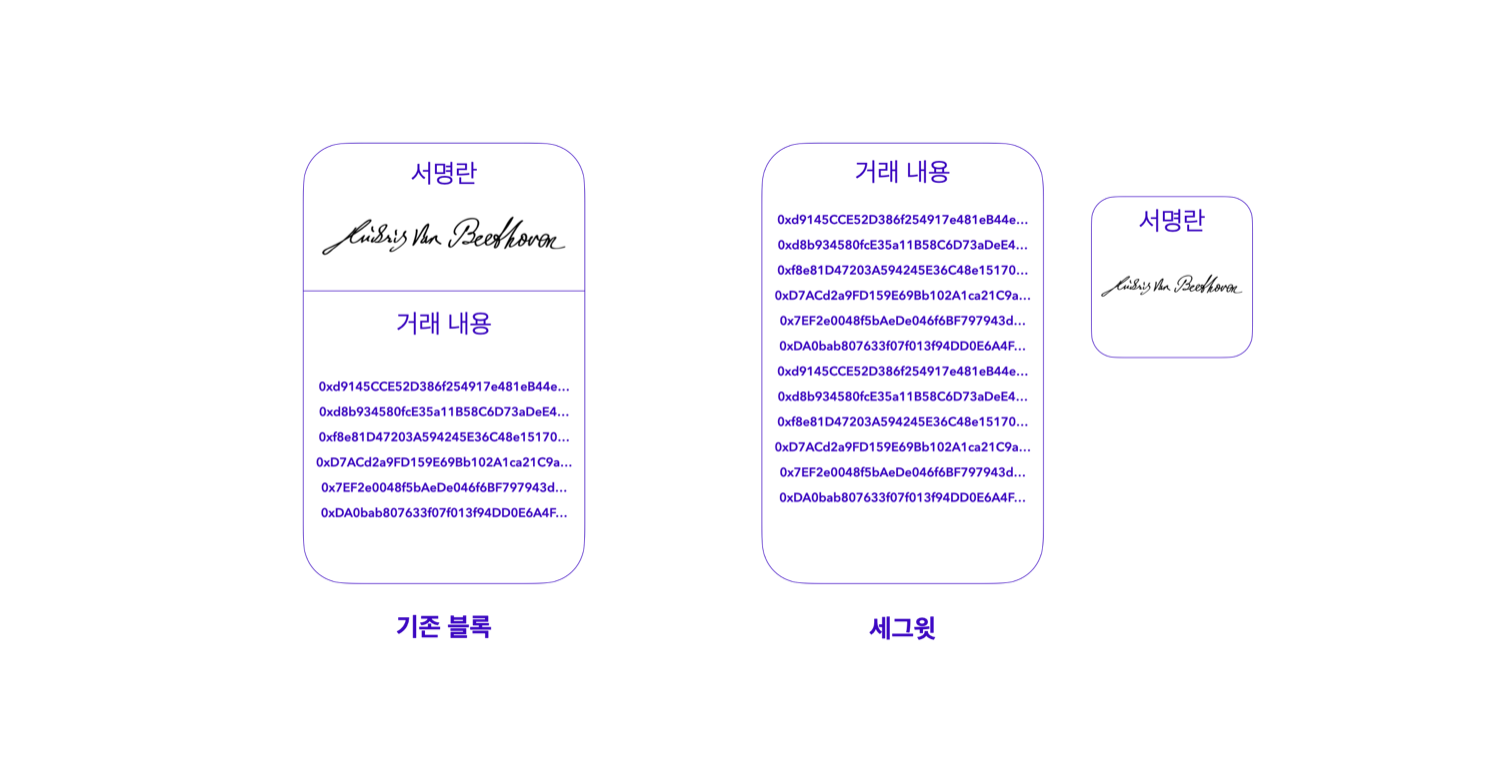 서명란
Ludwig Van Beethoven
거래 내용
0xd9145CCE52D386f254917e481eB44e...
0xd8b934580fcE35a11B58C6D73aDeE4...
0xf8e81D47203A594245E36C48e15170...
0xD7ACd2a9FD159E69Bb102A1ca21C9a...
0x7EF2e0048f5bAeDe046f6BF797943d...
0xDA0bab807633f07f013f94DD0E6A4F...
기존 블록
거래 내용
0xd9145CCE52D386f254917e481eB44e...
0xd8b934580fcE35a11B58C6D73aDeE4...
0xf8e81D47203A594245E36C48e15170...
0xD7ACd2a9FD159E69Bb102A1ca21C9a...
0x7EF2e0048f5bAeDe046f6BF797943d...
0xDA0bab807633f07f013f94DD0E6A4F...
0xd9145CCE52D386f254917e481eB44e...
0xd8b934580fcE35a11B58C6D73aDeE4...
0xf8e81D47203A594245E36C48e15170...
0xD7ACd2a9FD159E69Bb102A1ca21C9a...
0x7EF2e0048f5bAeDe046f6BF797943d...
0xDA0bab807633f07f013f94DD0E6A4F...
세그윗
서명란
Ludwig Van Beethoven